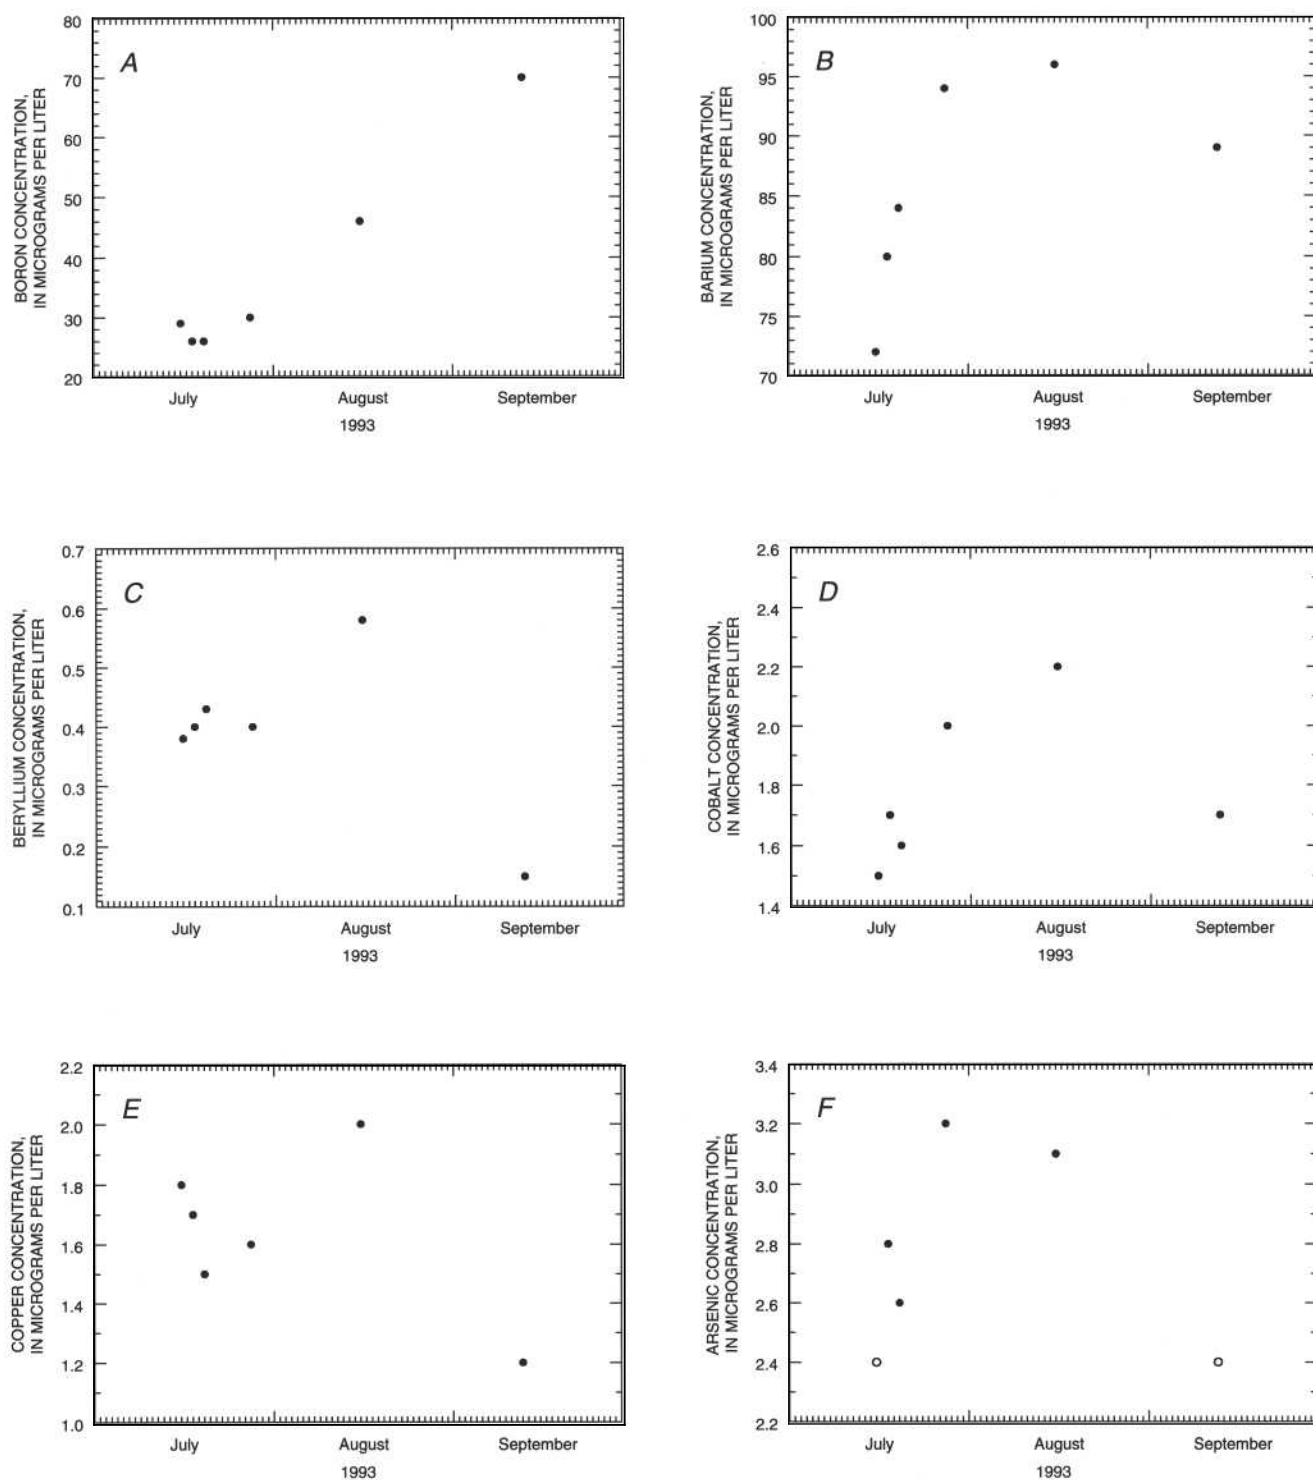 A
BORON CONCENTRATION,
IN MICROGRAMS PER LITER
80
70
60
50
40
30
20
July August September
1993
B
BARIUM CONCENTRATION,
IN MICROGRAMS PER LITER
100
95
90
85
80
75
70
July August September
1993
C
BERYLLIUM CONCENTRATION,
IN MICROGRAMS PER LITER
0.7
0.6
0.5
0.4
0.3
0.2
0.1
July August September
1993
D
COBALT CONCENTRATION,
IN MICROGRAMS PER LITER
2.6
2.4
2.2
2.0
1.8
1.6
1.4
July August September
1993
E
COPPER CONCENTRATION,
IN MICROGRAMS PER LITER
2.2
2.0
1.8
1.6
1.4
1.2
1.0
July August September
1993
F
ARSENIC CONCENTRATION,
IN MICROGRAMS PER LITER
3.4
3.2
3.0
2.8
2.6
2.4
2.2
July August September
1993